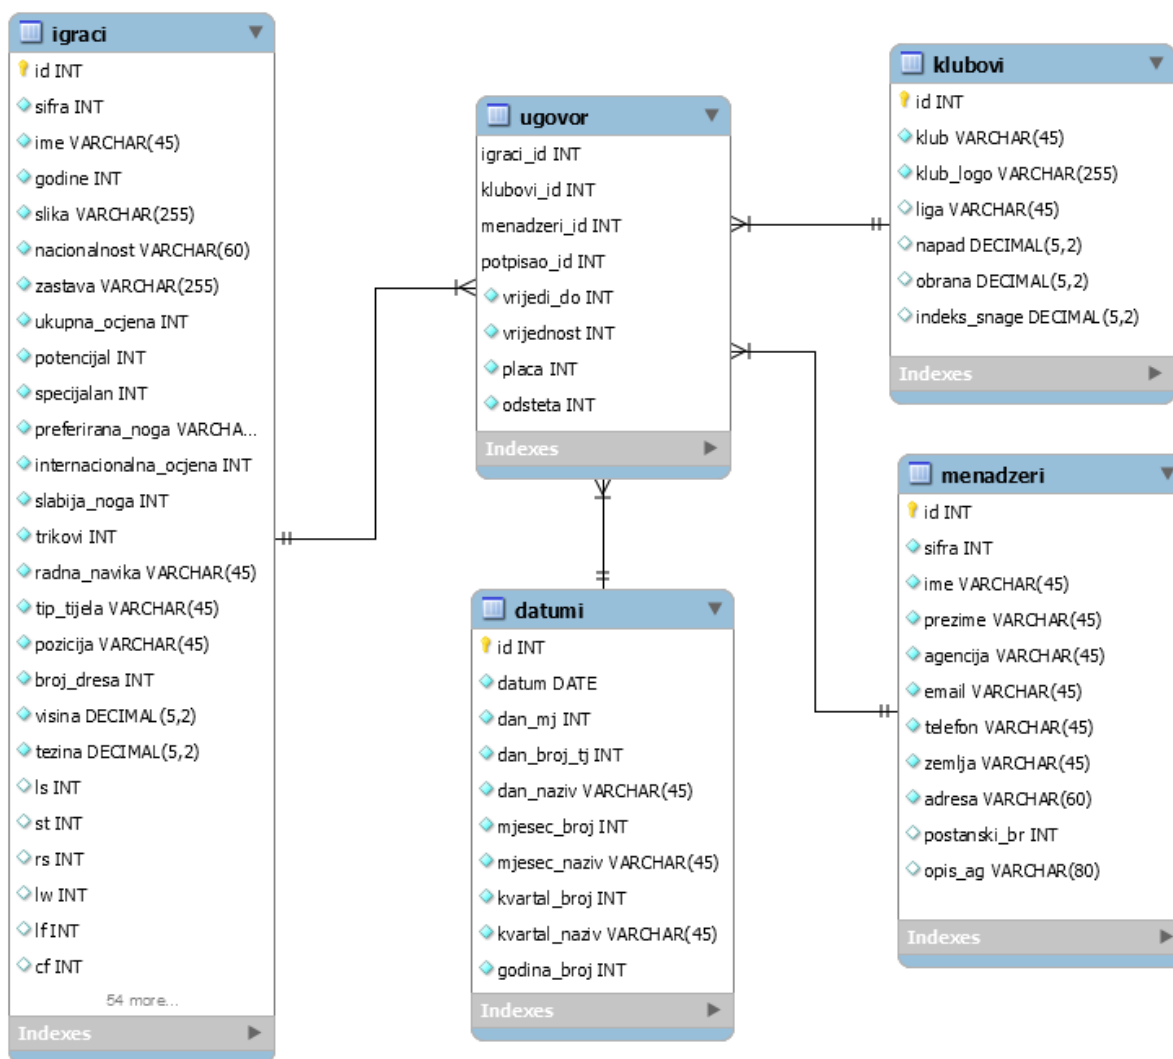 igraci
id INT
sifra INT
ime VARCHAR(45)
godine INT
slika VARCHAR(255)
nacionalnost VARCHAR(60)
zastava VARCHAR(255)
ukupna_ocjena INT
potencijal INT
specijalan INT
preferirana_noga VARCHA...
internacionalna_ocjena INT
slabija_noga INT
trikovi INT
radna_navika VARCHAR(45)
tip_tijela VARCHAR(45)
pozicija VARCHAR(45)
broj_dresa INT
visina DECIMAL(5,2)
tezina DECIMAL(5,2)
ls INT
st INT
rs INT
lw INT
lf INT
cf INT
54 more...
Indexes
ugovor
igraci_id INT
klubovi_id INT
menadzeri_id INT
potpisao_id INT
vrijedi_do INT
vrijednost INT
placa INT
odsteta INT
Indexes
datumi
id INT
datum DATE
dan_mj INT
dan_broj_tj INT
dan_naziv VARCHAR(45)
mjesec_broj INT
mjesec_naziv VARCHAR(45)
kvartal_broj INT
kvartal_naziv VARCHAR(45)
godina_broj INT
Indexes
klubovi
id INT
klub VARCHAR(45)
klub_logo VARCHAR(255)
liga VARCHAR(45)
napad DECIMAL(5,2)
obrana DECIMAL(5,2)
indeks_snage DECIMAL(5,2)
Indexes
menadzeri
id INT
sifra INT
ime VARCHAR(45)
prezime VARCHAR(45)
agencija VARCHAR(45)
email VARCHAR(45)
telefon VARCHAR(45)
zemlja VARCHAR(45)
adresa VARCHAR(60)
postanski_br INT
opis_ag VARCHAR(80)
Indexes